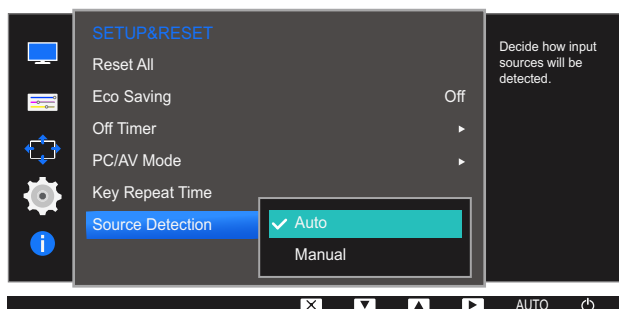 SETUP&RESET
Reset All
Eco Saving Off
Off Timer
PC/AV Mode
Key Repeat Time
Source Detection
Auto
Manual
Decide how input
sources will be
detected.
AUTO